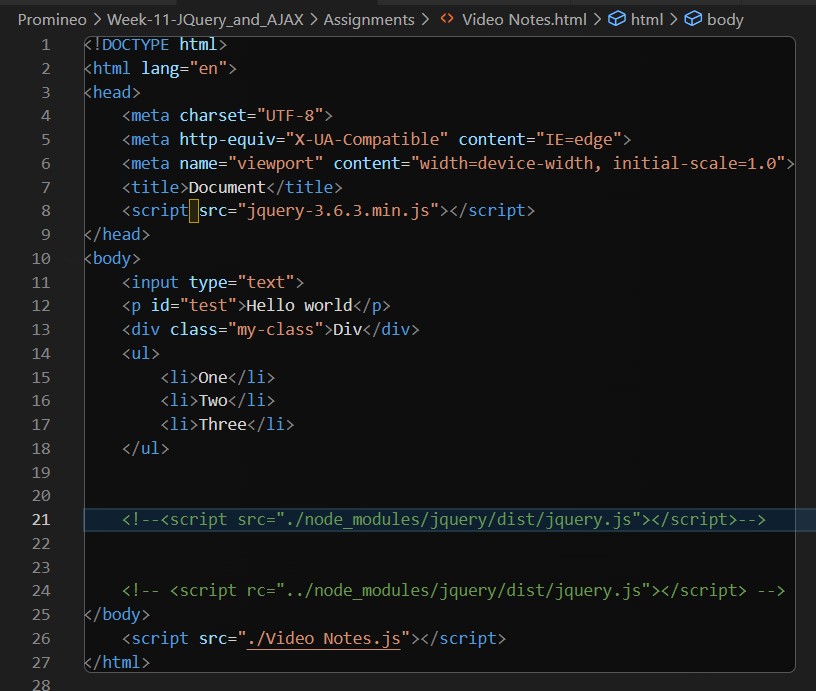 Promineo > Week-11-JQuery_and_AJAX > Assignments > <> Video Notes.html > html > body
1 <!DOCTYPE html>
2 <html lang="en">
3 <head>
4     <meta charset="UTF-8">
5     <meta http-equiv="X-UA-Compatible" content="IE=edge">
6     <meta name="viewport" content="width=device-width, initial-scale=1.0">
7     <title>Document</title>
8     <script src="jquery-3.6.3.min.js"></script>
9 </head>
10 <body>
11     <input type="text">
12     <p id="test">Hello world</p>
13     <div class="my-class">Div</div>
14     <ul>
15         <li>One</li>
16         <li>Two</li>
17         <li>Three</li>
18     </ul>
19
20
21     <!--<script src="./node_modules/jquery/dist/jquery.js"></script>-->
22
23
24     <!-- <script rc="../node_modules/jquery/dist/jquery.js"></script> -->
25 </body>
26     <script src="./Video Notes.js"></script>
27 </html>
28